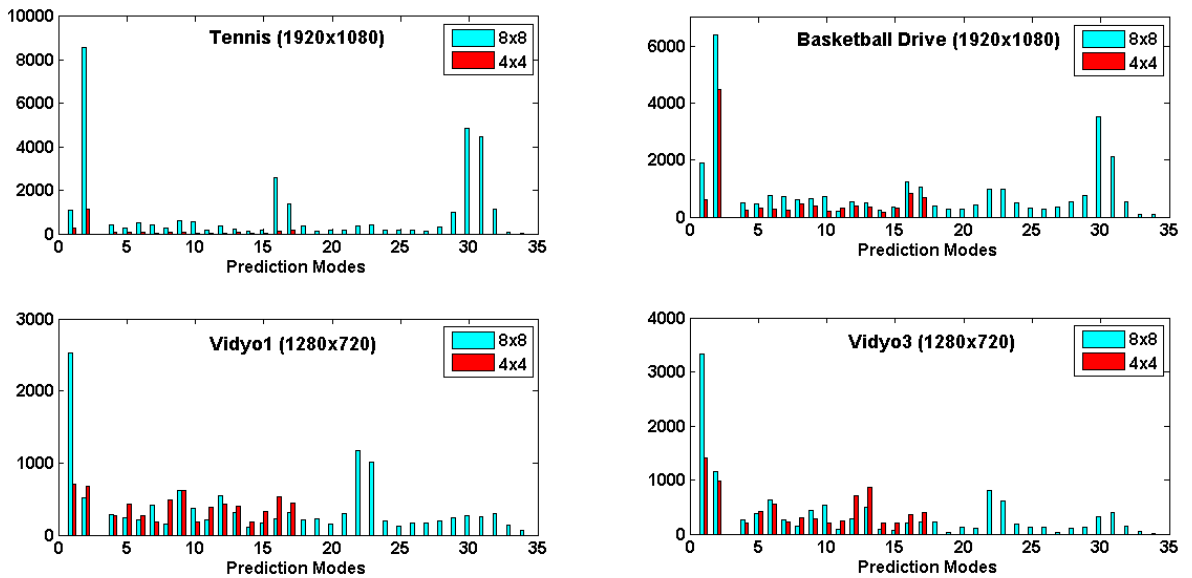 Tennis (1920x1080)
8x8
4x4
10000
8000
6000
4000
2000
0
0 5 10 15 20 25 30 35
Prediction Modes
Basketball Drive (1920x1080)
8x8
4x4
6000
4000
2000
0
0 5 10 15 20 25 30 35
Prediction Modes
Vidyo1 (1280x720)
8x8
4x4
3000
2000
1000
0
0 5 10 15 20 25 30 35
Prediction Modes
Vidyo3 (1280x720)
8x8
4x4
4000
3000
2000
1000
0
0 5 10 15 20 25 30 35
Prediction Modes